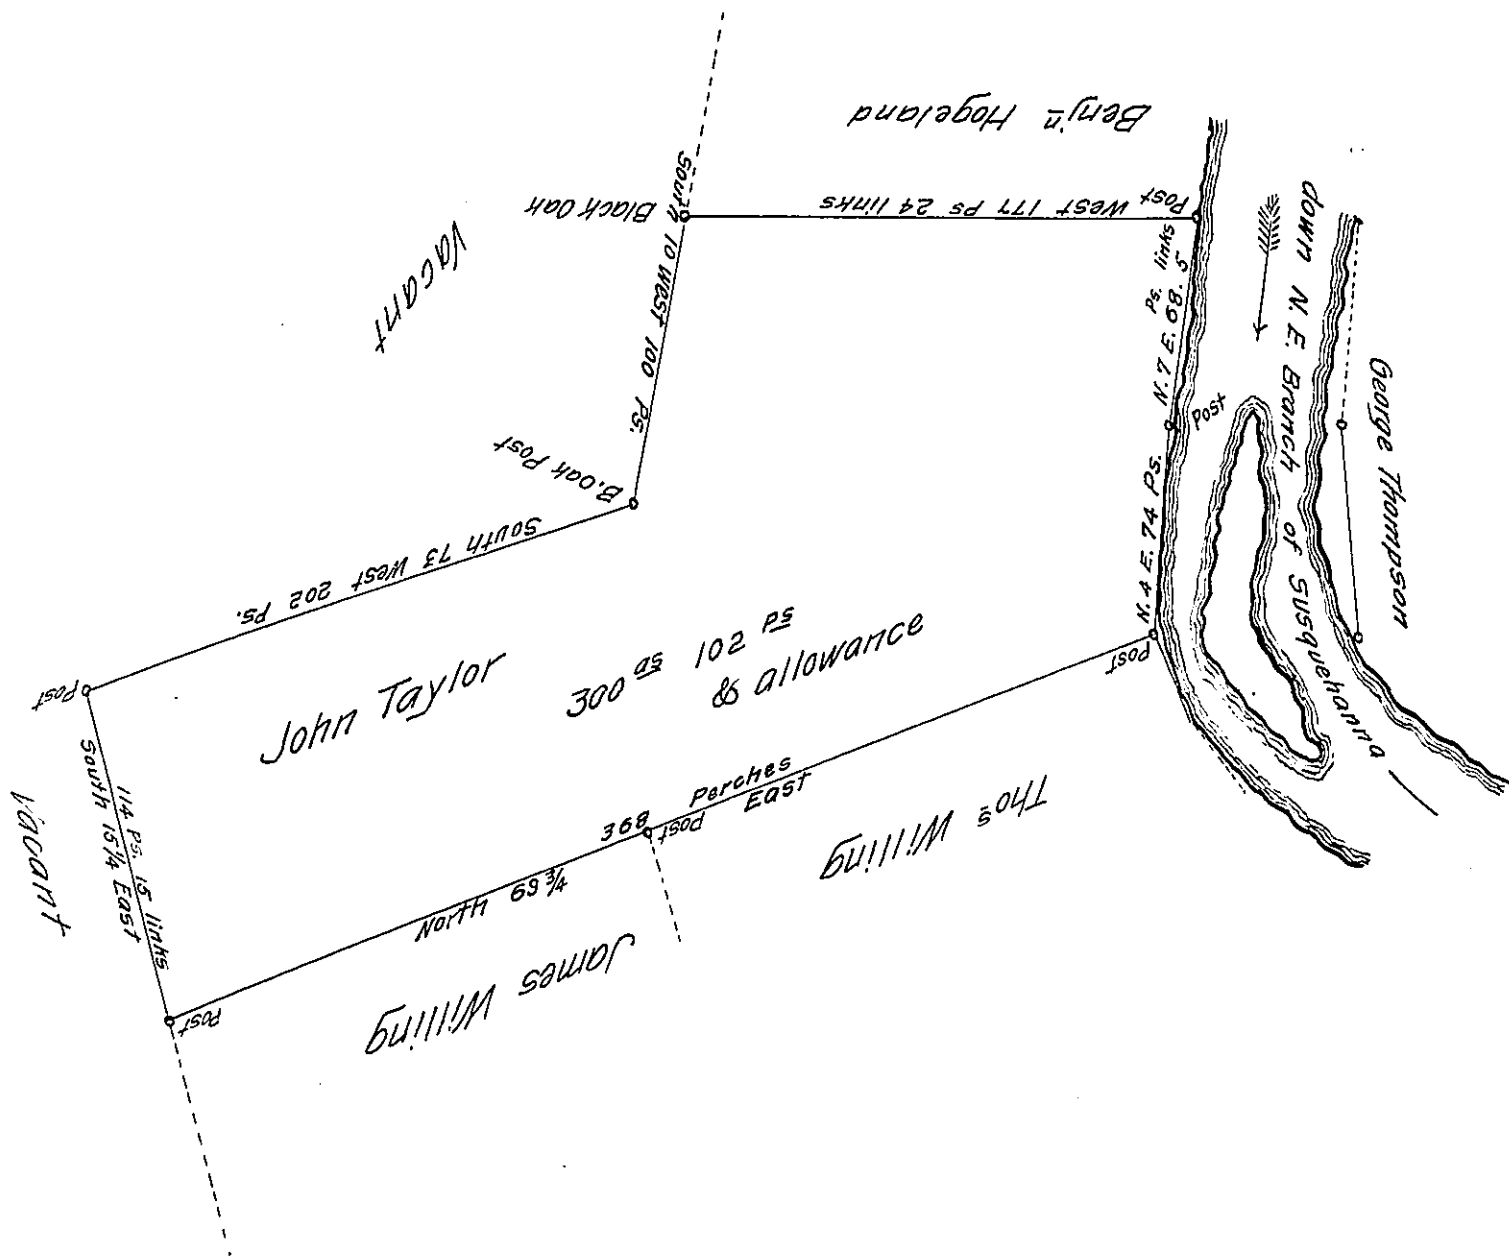 Benj'n Hogeland
Vacant
Black Oak
West 177 Ps 24 links
Post
South 10 West 100 Ps.
Ps. links
N. 7 E. 68. 5
Post
N. 4 E. 74 Ps.
down N.E. Branch of Susquehanna
George Thompson
B. oak Post
South 73 West 202 Ps.
Post
John Taylor
300 as 102 ps
& allowance
Post
South 15 1/4 East
114 Ps. 15 links
Vacant
North 69 3/4
368
Perches
East
Post
Post
Thos Willing
James Willing